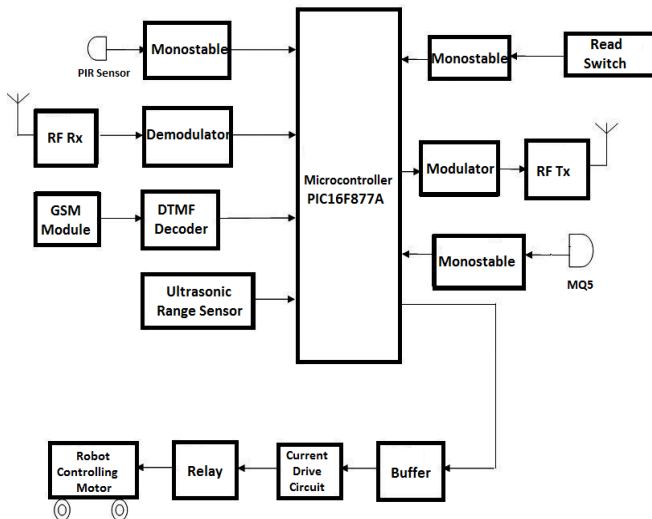 Monostable
PIR Sensor
RF Rx
Demodulator
GSM
Module
DTMF
Decoder
Ultrasonic
Range Sensor
Microcontroller
PIC16F877A
Monostable
Read
Switch
Modulator
RF Tx
Monostable
MQ5
Robot
Controlling
Motor
Relay
Current
Drive
Circuit
Buffer